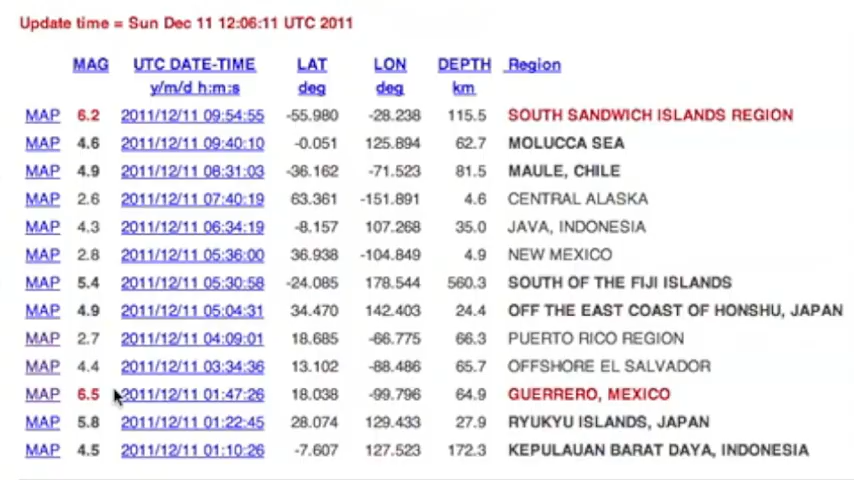 Update time = Sun Dec 11 12:06:11 UTC 2011
MAG UTC DATE-TIME LAT LON DEPTH Region
y/m/d h:m:s deg deg km
MAP 6.2 2011/12/11 09:54:55 -55.980 -28.238 115.5 SOUTH SANDWICH ISLANDS REGION
MAP 4.6 2011/12/11 09:40:10 -0.051 125.894 62.7 MOLUCCA SEA
MAP 4.9 2011/12/11 08:31:03 -36.162 -71.523 81.5 MAULE, CHILE
MAP 2.6 2011/12/11 07:40:19 63.361 -151.891 4.6 CENTRAL ALASKA
MAP 4.3 2011/12/11 06:34:19 -8.157 107.268 35.0 JAVA, INDONESIA
MAP 2.8 2011/12/11 05:36:00 36.938 -104.849 4.9 NEW MEXICO
MAP 5.4 2011/12/11 05:30:58 -24.085 178.544 560.3 SOUTH OF THE FIJI ISLANDS
MAP 4.9 2011/12/11 05:04:31 34.470 142.403 24.4 OFF THE EAST COAST OF HONSHU, JAPAN
MAP 2.7 2011/12/11 04:09:01 18.685 -66.775 66.3 PUERTO RICO REGION
MAP 4.4 2011/12/11 03:34:36 13.102 -88.486 65.7 OFFSHORE EL SALVADOR
MAP 6.5 2011/12/11 01:47:26 18.038 -99.796 64.9 GUERRERO, MEXICO
MAP 5.8 2011/12/11 01:22:45 28.074 129.433 27.9 RYUKYU ISLANDS, JAPAN
MAP 4.5 2011/12/11 01:10:26 -7.607 127.523 172.3 KEPULAUAN BARAT DAYA, INDONESIA